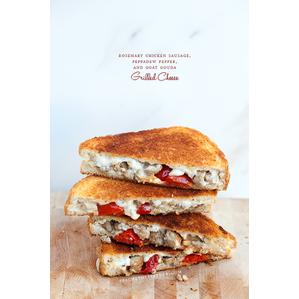 ROSEMARY CHICKEN SAUSAGE,
PEPPADEW PEPPER,
AND GOAT GOUDA
Grilled Cheese